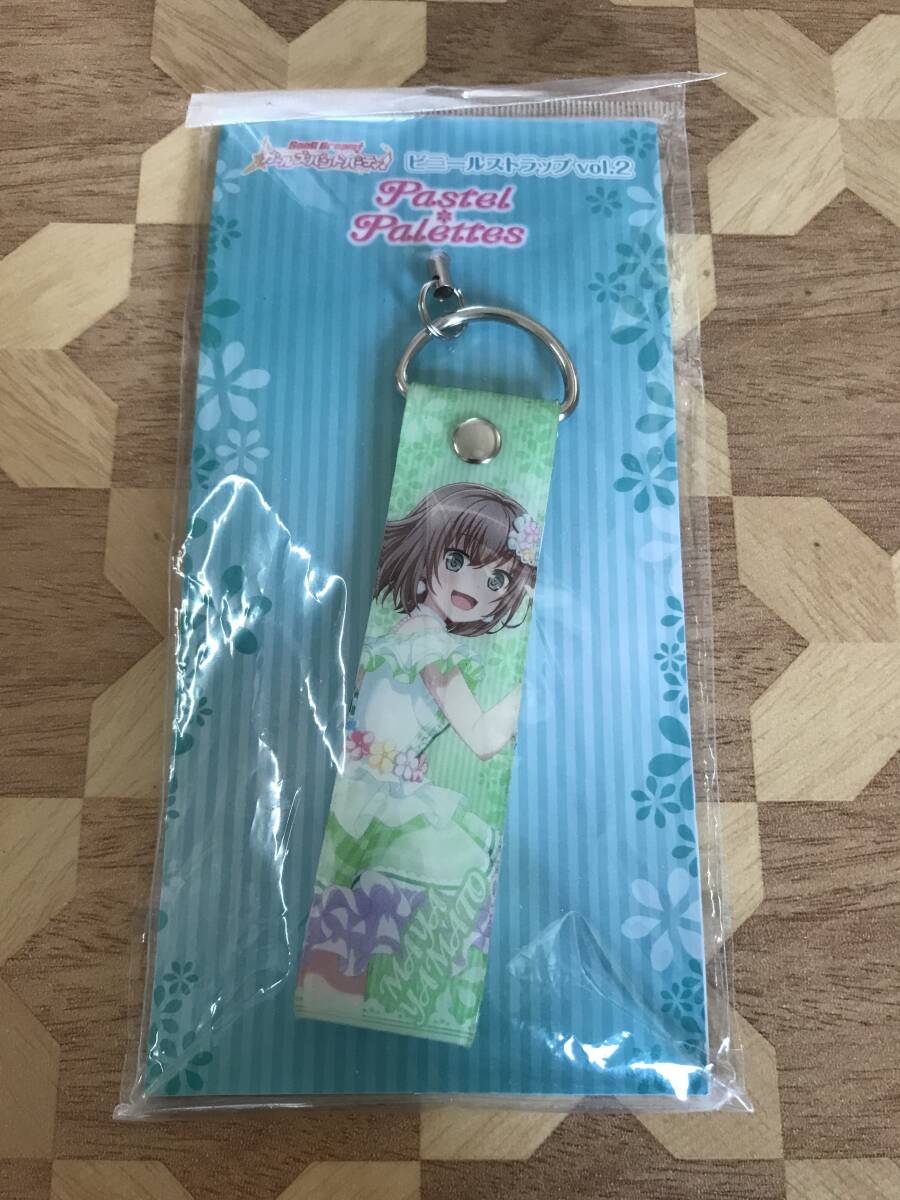 BanG Dream!
ガールズバンドパーティ!
ビニールストラップ vol.2
Pastel
Palettes
MAYA
YAMATO